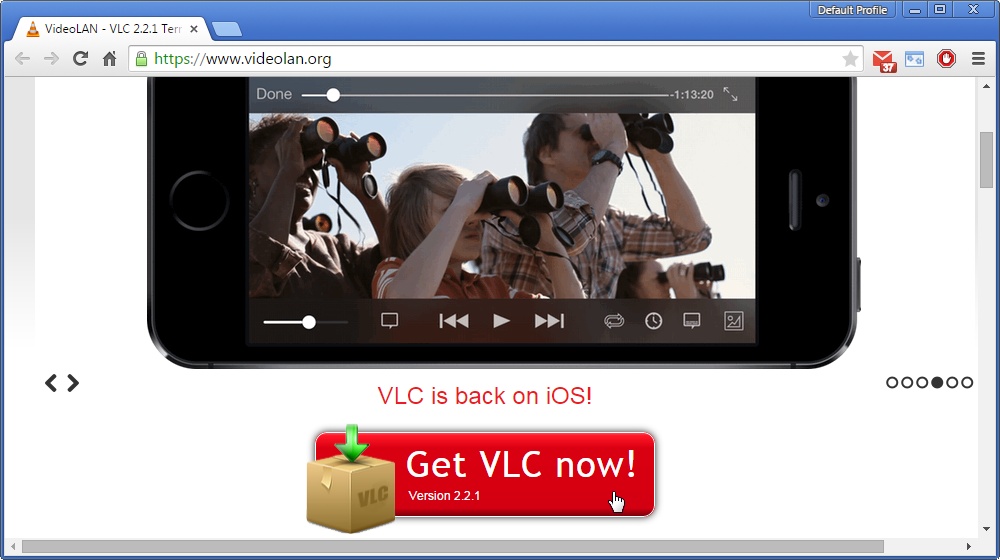 Default Profile
VideoLAN - VLC 2.2.1 Terr
https://www.videolan.org
37
Done
-1:13:20
VLC is back on iOS!
Get VLC now!
VLC
Version 2.2.1